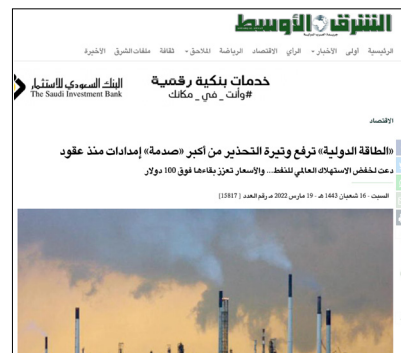 الشرق الأوسط
الرئيسية أولى الأخبار الرأي الاقتصاد الرياضة الملاحق ثقافة ملفات الشرق الأخيرة
خدمات بنكية رقمية
#وأنت_في_مكانك
البنك السعودي للاستثمار
The Saudi Investment Bank
الاقتصاد
«الطاقة الدولية» ترفع وتيرة التحذير من أكبر «صدمة» إمدادات منذ عقود
دعت لخفض الاستهلاك العالمي للنفط... والأسعار تعزز بقاءها فوق 100 دولار
السبت - 16 شعبان 1443 هـ - 19 مارس 2022 مـ رقم العدد [15817]